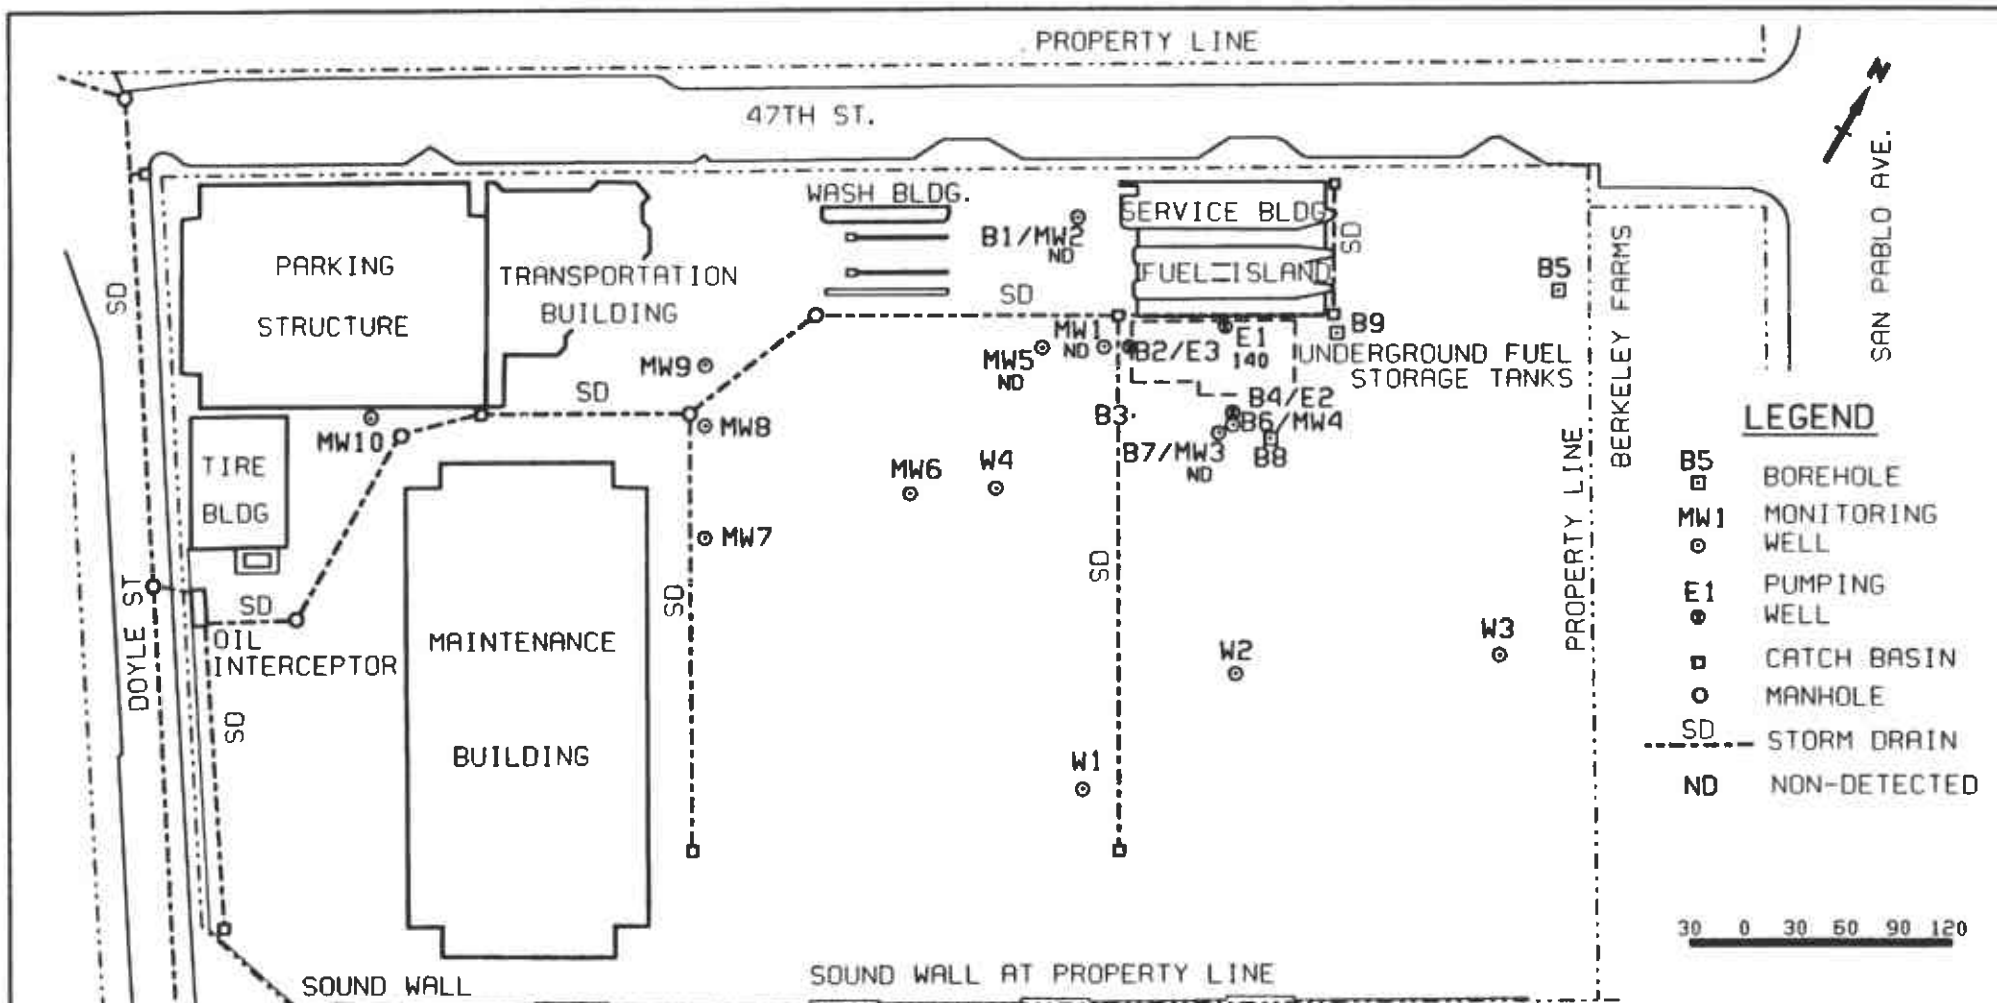 PROPERTY LINE
N
47TH ST.
SAN PABLO AVE.
WASH BLDG.
SERVICE BLDG
SD
B1/MW2
ND
PARKING
STRUCTURE
TRANSPORTATION
BUILDING
FUEL ISLAND
SD
SD
B5
BERKELEY FARMS
MW1
ND
MW5
ND
B2/E3
E1
140
B9
UNDERGROUND FUEL
STORAGE TANKS
MW9
SD
B4/E2
B3
B6/MW4
MW10
MW8
B7/MW3
ND
B8
TIRE
BLDG
MW6
W4
PROPERTY LINE
MW7
SD
SD
DOYLE ST
SD
OIL
INTERCEPTOR
SD
MAINTENANCE
BUILDING
W2
W3
W1
LEGEND
B5
BOREHOLE
MW1
MONITORING
WELL
E1
PUMPING
WELL
CATCH BASIN
MANHOLE
SD
STORM DRAIN
ND
NON-DETECTED
30 0 30 60 90 120
SOUND WALL
SOUND WALL AT PROPERTY LINE